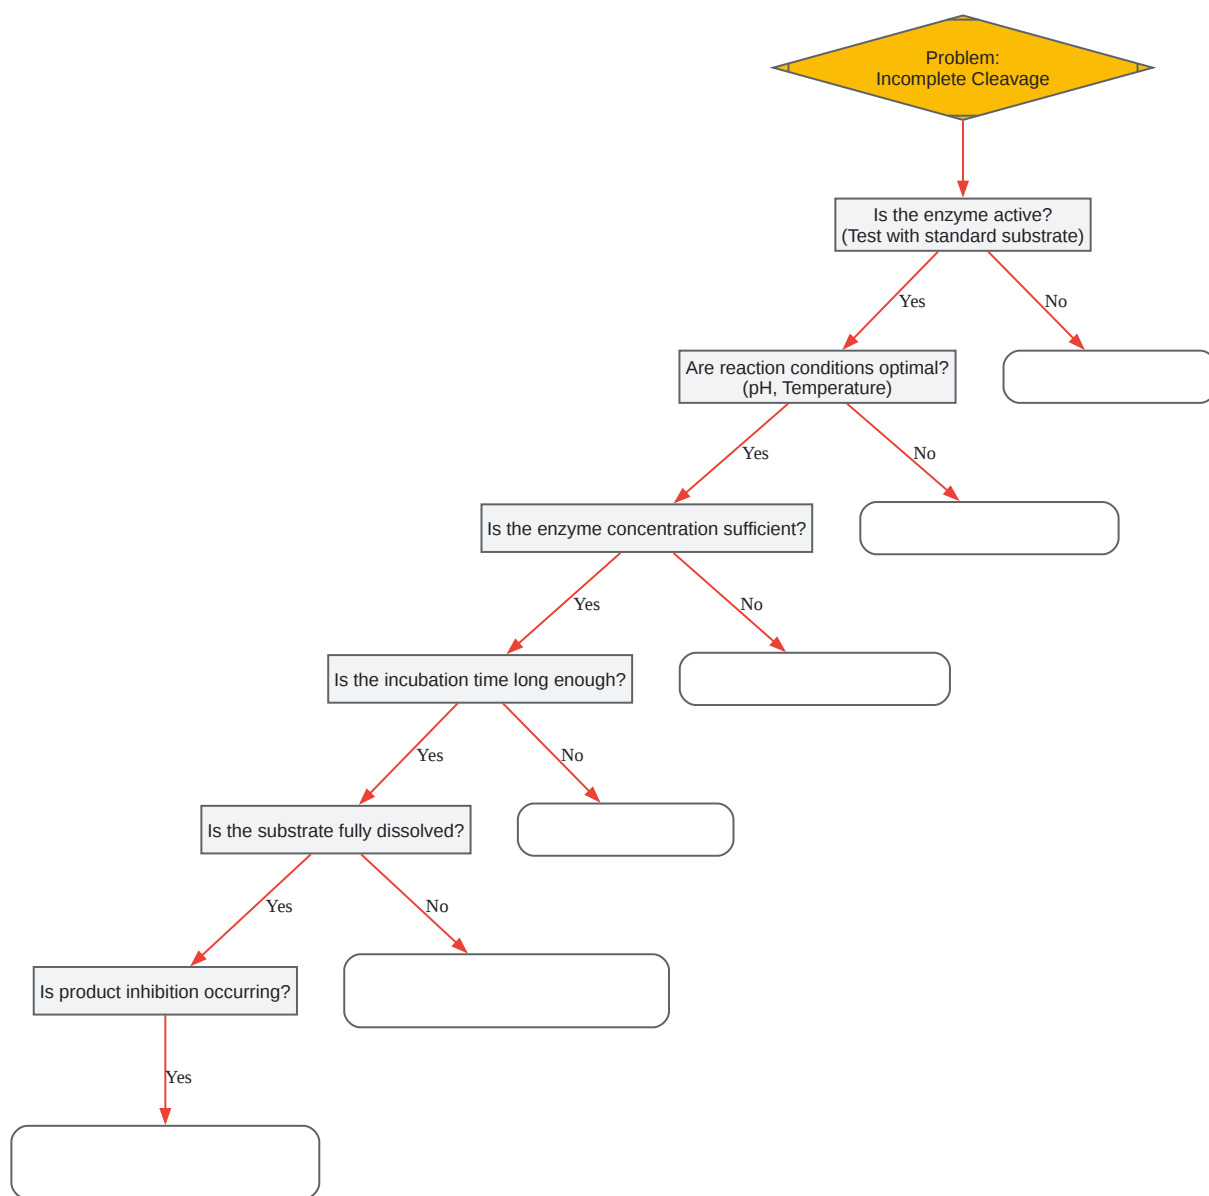 Problem:
Incomplete Cleavage
Is the enzyme active?
(Test with standard substrate)
Yes
No
Are reaction conditions optimal?
(pH, Temperature)
Yes
No
Is the enzyme concentration sufficient?
Yes
No
Is the incubation time long enough?
Yes
No
Is the substrate fully dissolved?
Yes
No
Is product inhibition occurring?
Yes